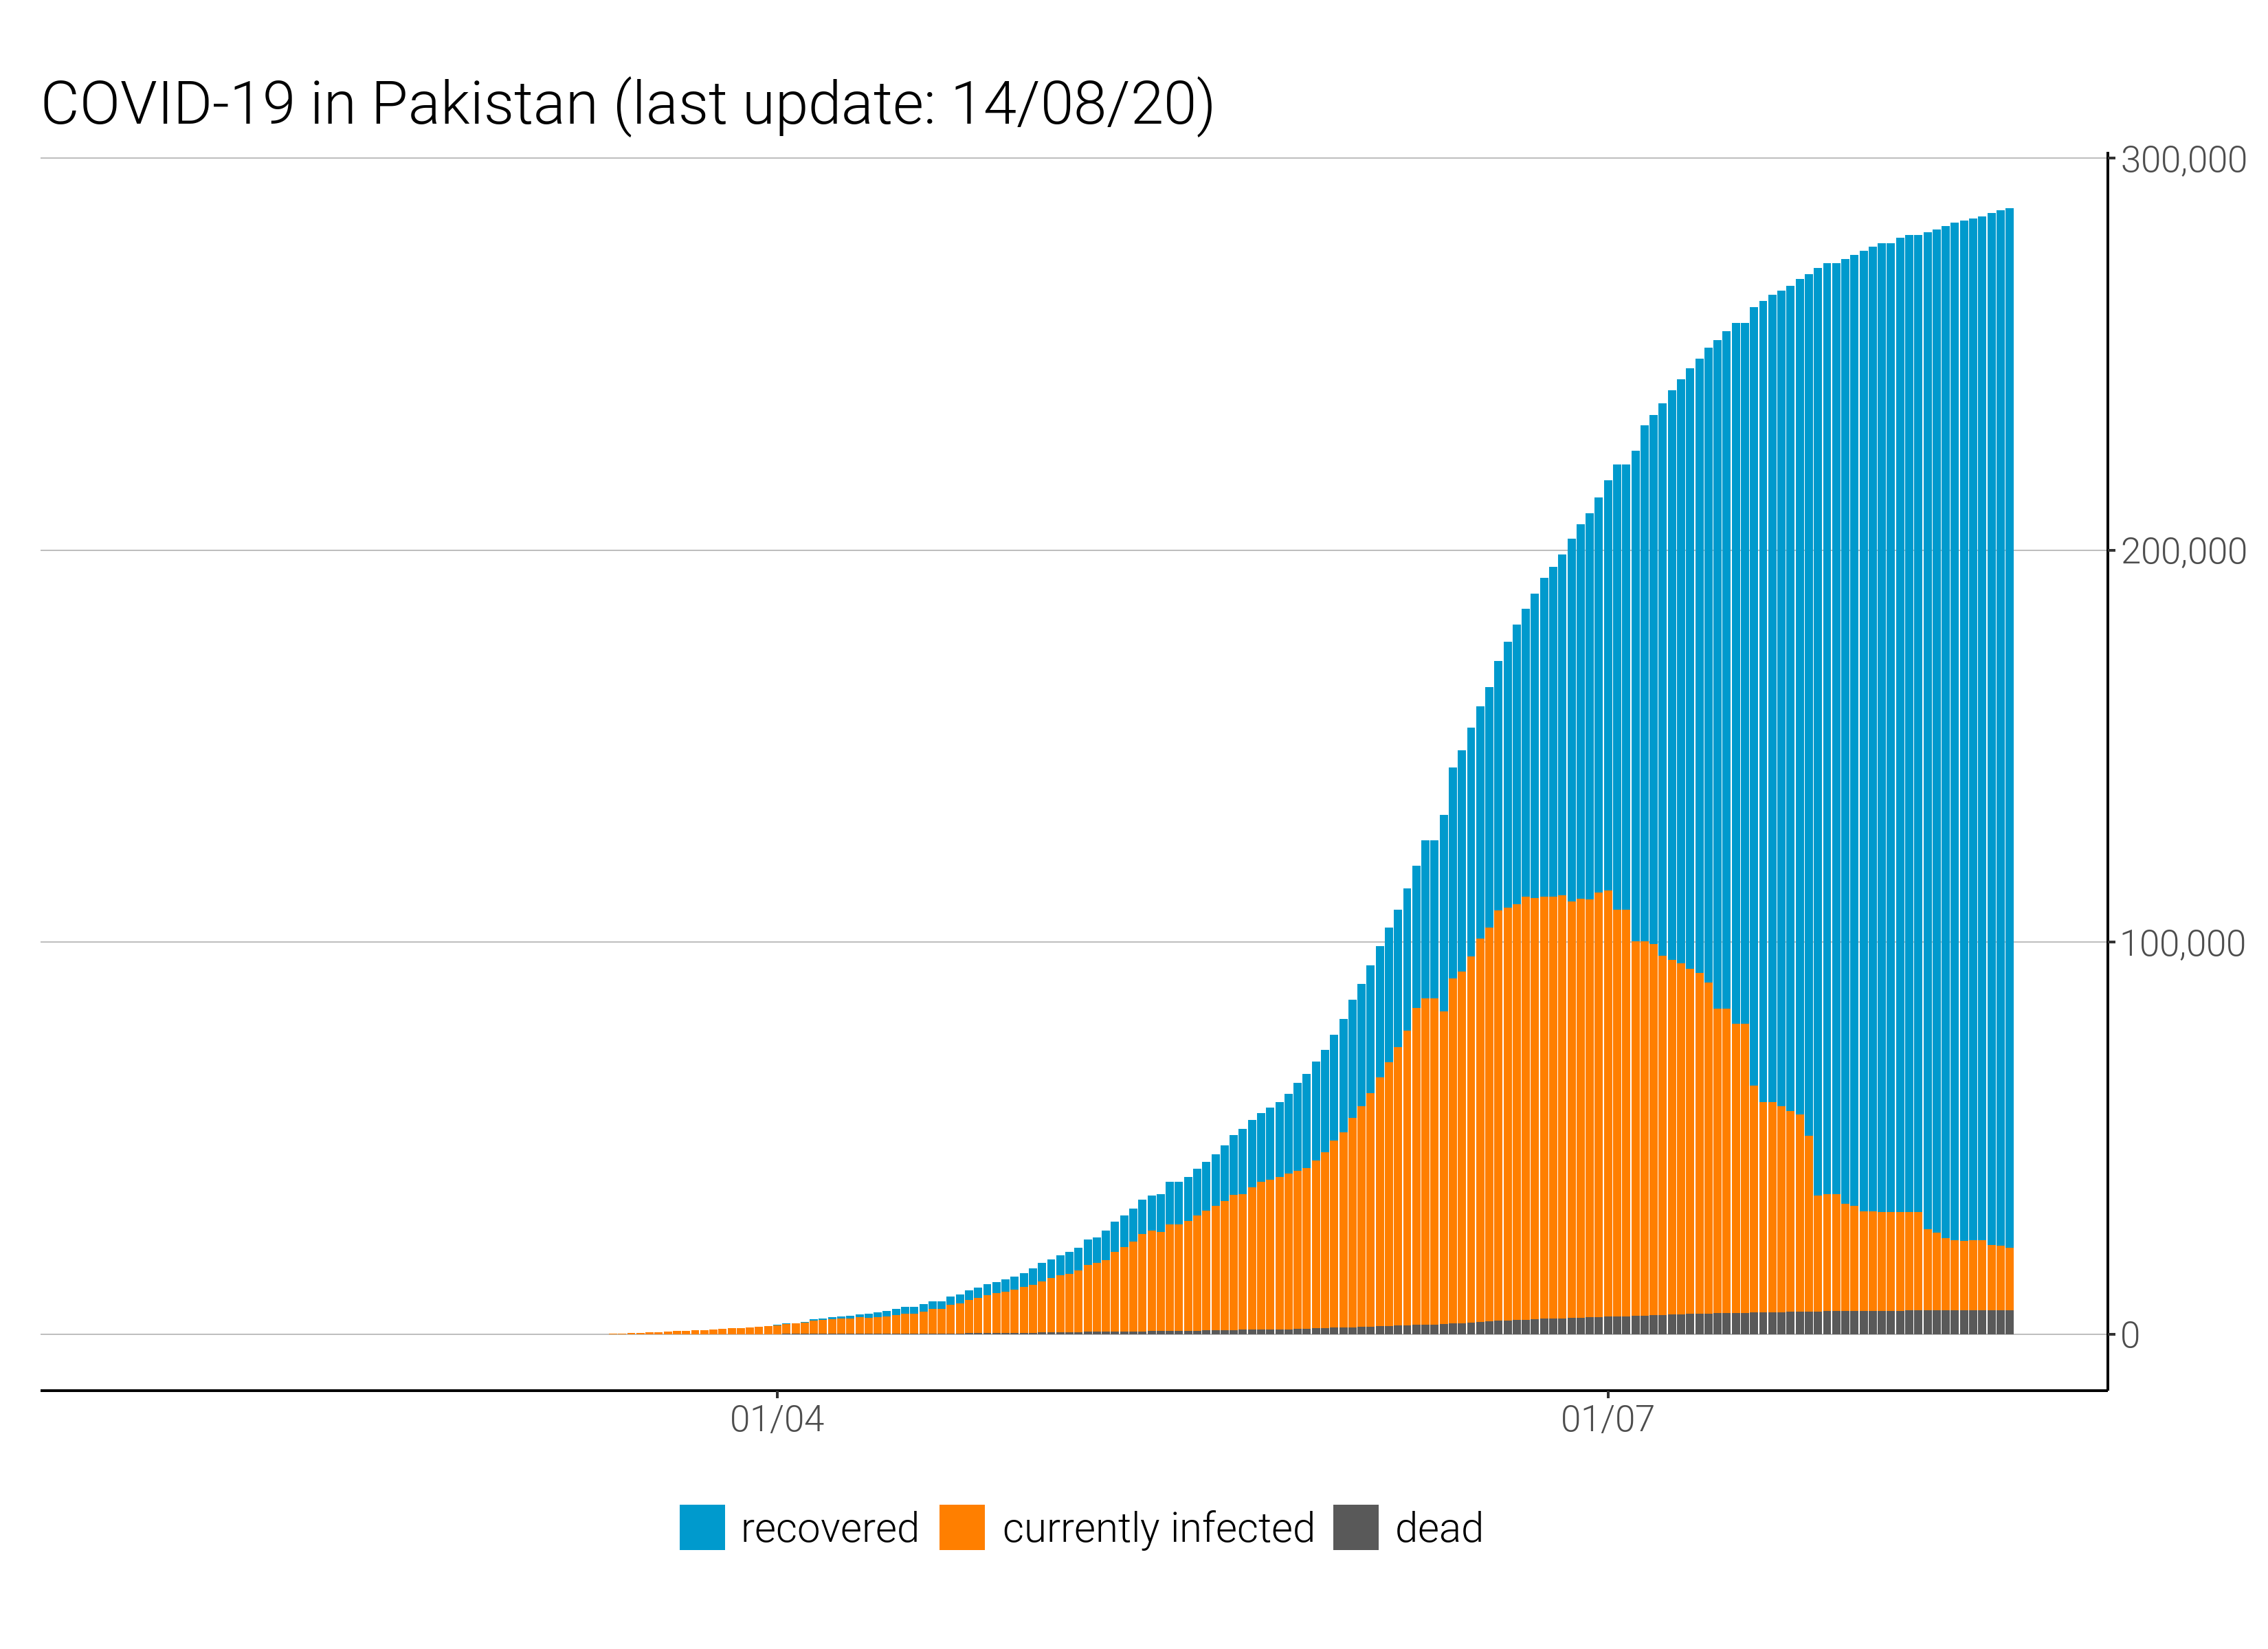 COVID-19 in Pakistan (last update: 14/08/20)
300,000
200,000
100,000
0
01/04 01/07
recovered currently infected dead